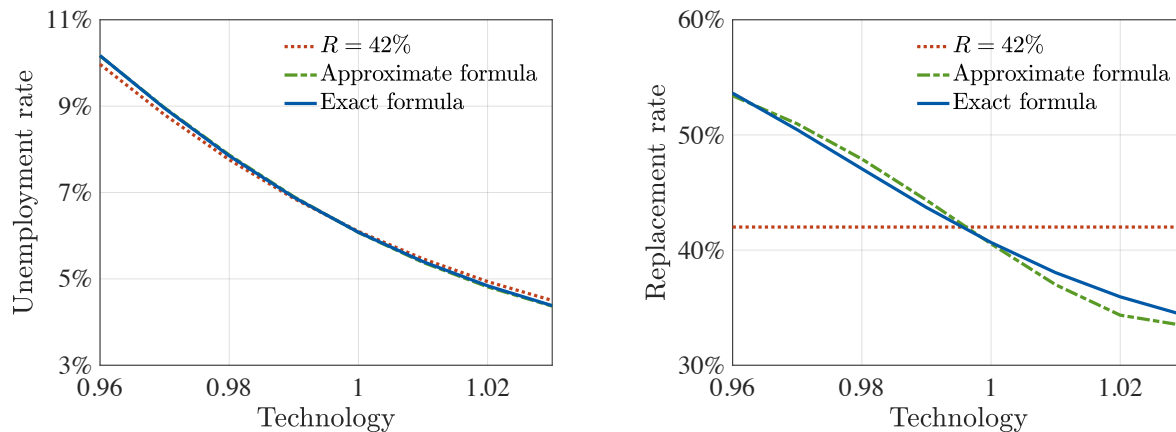 Unemployment rate
11%
9%
7%
5%
3%
R = 42%
Approximate formula
Exact formula
0.96
0.98
1
1.02
Technology
Replacement rate
60%
50%
40%
30%
R = 42%
Approximate formula
Exact formula
0.96
0.98
1
1.02
Technology